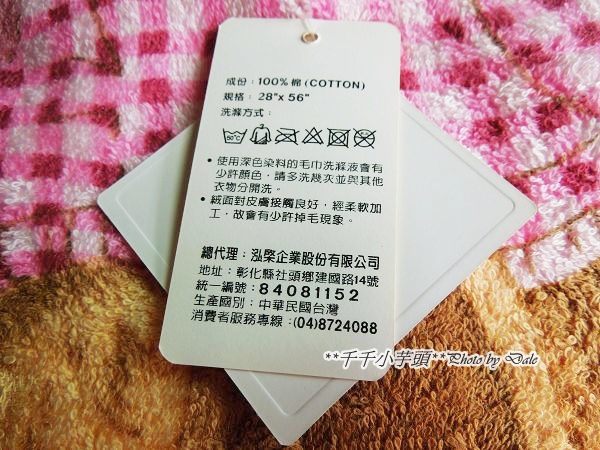 成份：100% 棉 (COTTON)
規格：28"x 56"
洗滌方式：
• 使用深色染料的毛巾洗滌液會有
少許顏色，請多洗幾次並與其他
衣物分開洗。
• 絨面對皮膚接觸良好，經柔軟加
工，故會有少許掉毛現象。
總代理：泓棨企業股份有限公司
地址：彰化縣社頭鄉建國路14號
統一編號：84081152
生產國別：中華民國台灣
消費者服務專線：(04)8724088
**千千小芋頭**Photo by Dale